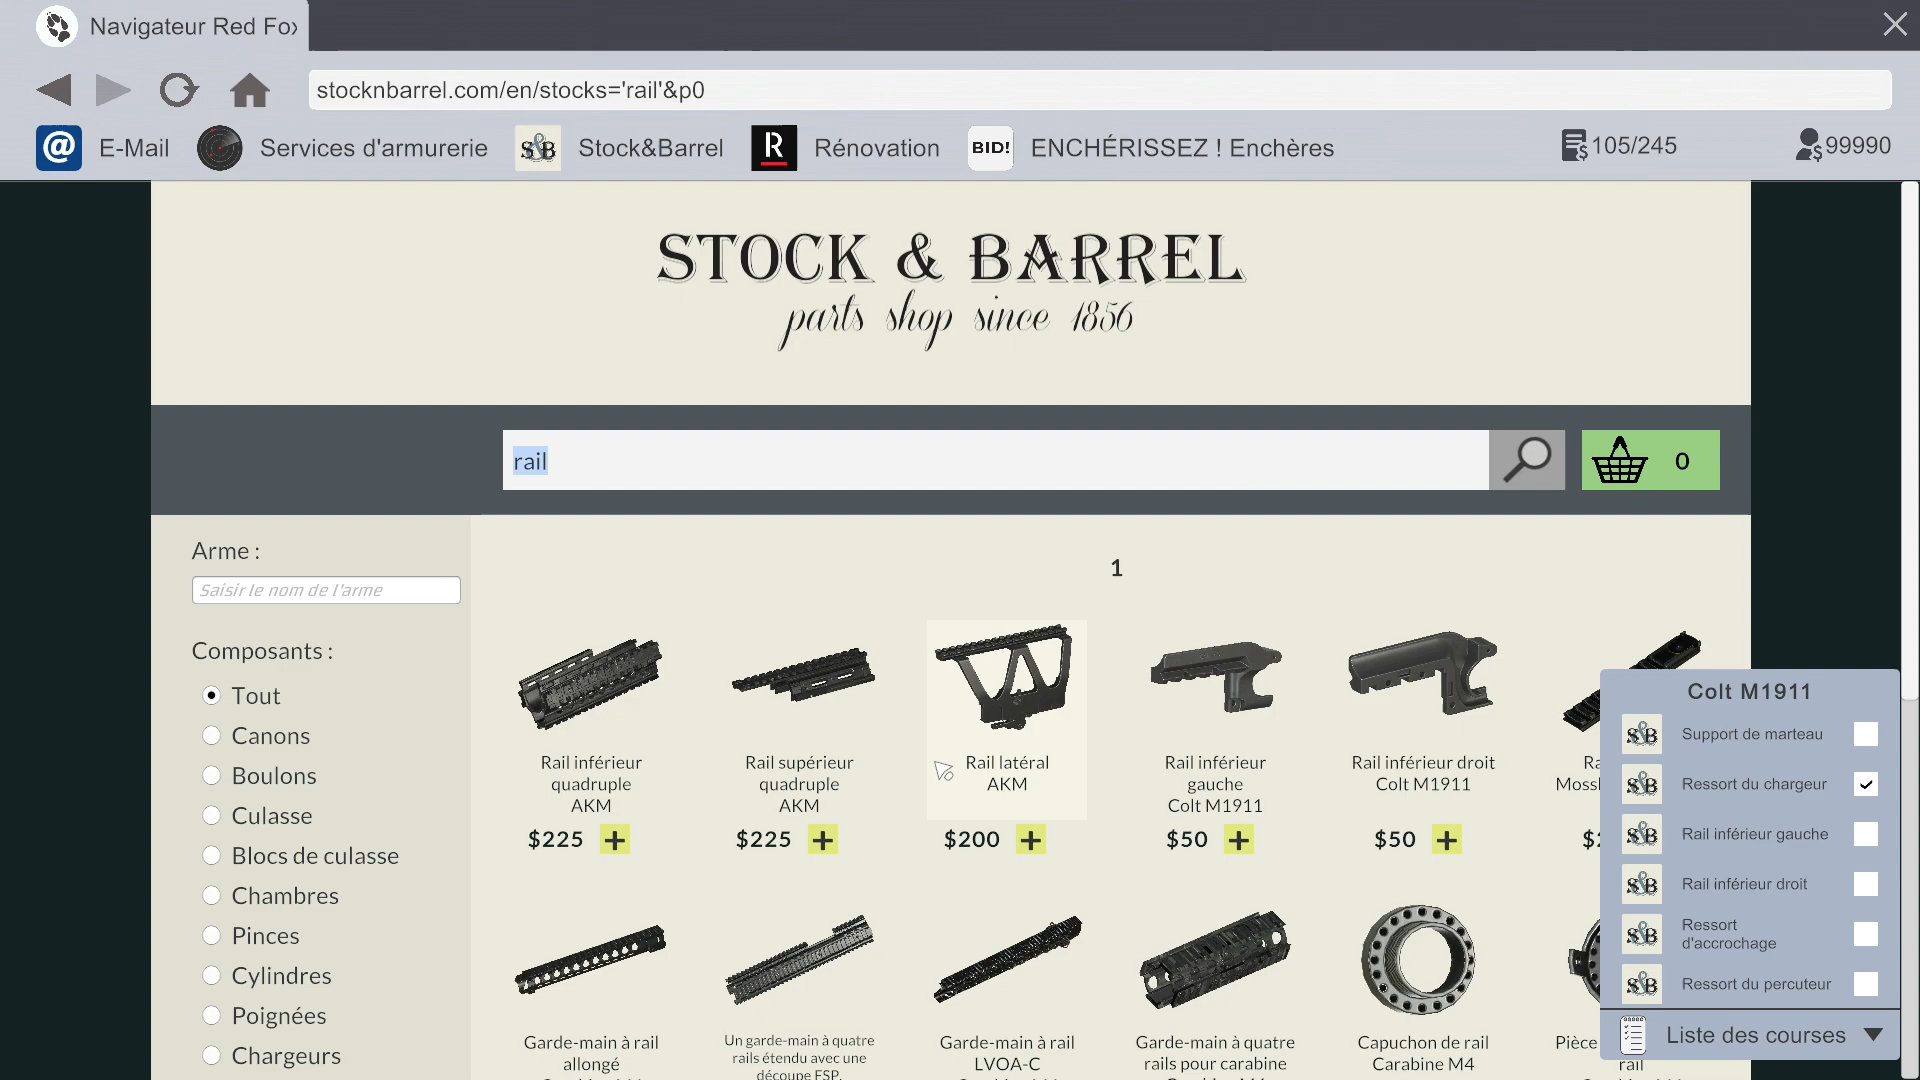 Navigateur Red Fox
stocknbarrel.com/en/stocks='rail'&p0
E-Mail
Services d'armurerie
S&B
Stock&Barrel
R
Rénovation
BID!
ENCHÉRISSEZ ! Enchères
105/245
99990
STOCK & BARREL
parts shop since 1856
rail
0
Arme :
Saisir le nom de l'arme
Composants :
Tout
Canons
Boulons
Culasse
Blocs de culasse
Chambres
Pinces
Cylindres
Poignées
Chargeurs
1
Rail inférieur
quadruple
AKM
$225 +
Rail supérieur
quadruple
AKM
$225 +
Rail latéral
AKM
$200 +
Rail inférieur
gauche
Colt M1911
$50 +
Rail inférieur droit
Colt M1911
$50 +
Garde-main à rail
allongé
Un garde-main à quatre
rails étendu avec une
découpe FSP
Garde-main à rail
LVOA-C
Garde-main à quatre
rails pour carabine
Capuchon de rail
Carabine M4
Pièce
rail
Colt M1911
S&B Support de marteau
S&B Ressort du chargeur
S&B Rail inférieur gauche
S&B Rail inférieur droit
S&B Ressort
d'accrochage
S&B Ressort du percuteur
Liste des courses